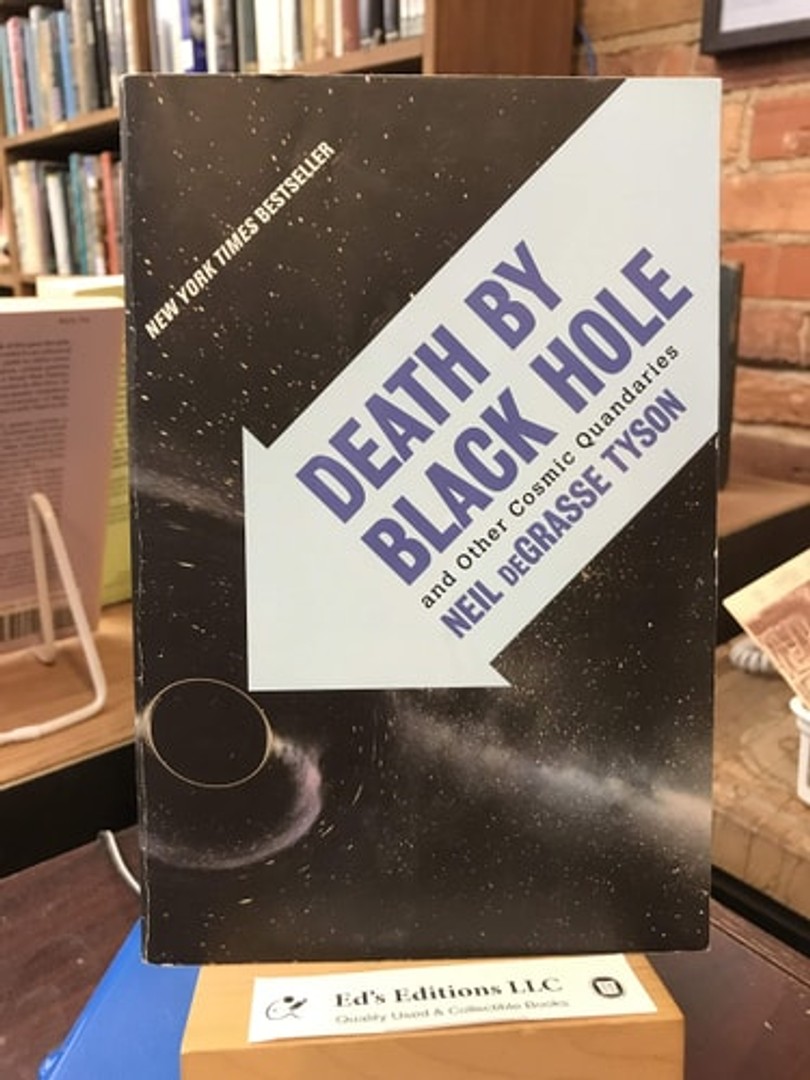 NEW YORK TIMES BESTSELLER
DEATH BY
BLACK HOLE
and Other Cosmic Quandaries
NEIL DEGRASSE TYSON
Ed's Editions LLC
Quality Used & Collectible Books